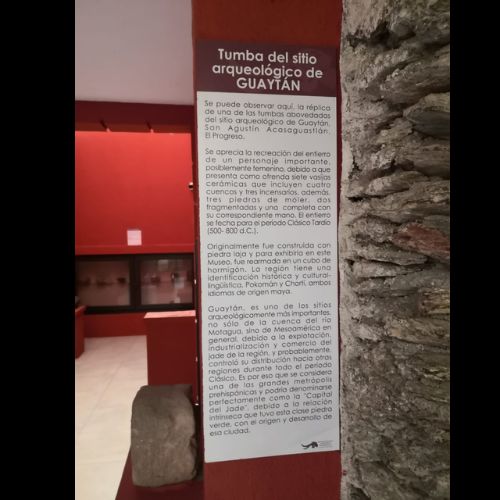 Tumba del sitio
arqueológico de
GUAYTÁN
Se puede observar aquí, la réplica
de una de las tumbas abovedadas
del sitio arqueológico de Guaytán,
San Agustín Acasaguastlán,
El Progreso.
Se aprecia la recreación del entierro
de un personaje importante,
posiblemente femenino, debido a que
presenta como ofrenda siete vasijas
cerámicas que incluyen cuatro
cuencos y tres incensarios, además,
tres piedras de moler, dos
fragmentadas y una completa con
su correspondiente mano. El entierro
se fecha para el periodo Clásico Tardío
(500- 800 d.C.).
Originalmente fue construida con
piedra laja y para exhibirla en este
Museo, fue rearmada en un cubo de
hormigón. La región tiene una
identificación histórica y cultural-
lingüística, Pokomán y Chortí, ambos
idiomas de origen maya.
Guaytán, es uno de los sitios
arqueológicamente más importantes,
no sólo de la cuenca del río
Motagua, sino de Mesoamérica en
general, debido a la explotación,
industrialización y comercio del
jade de la región, y probablemente,
controló su distribución hacia otras
regiones durante todo el periodo
Clásico. Es por eso que se considera
una de las grandes metrópolis
prehispánicas y podría denominarse
perfectamente como la "Capital
del Jade", debido a la relación
intrínseca que tuvo esta clase piedra
verde, con el origen y desarrollo de
esa ciudad.